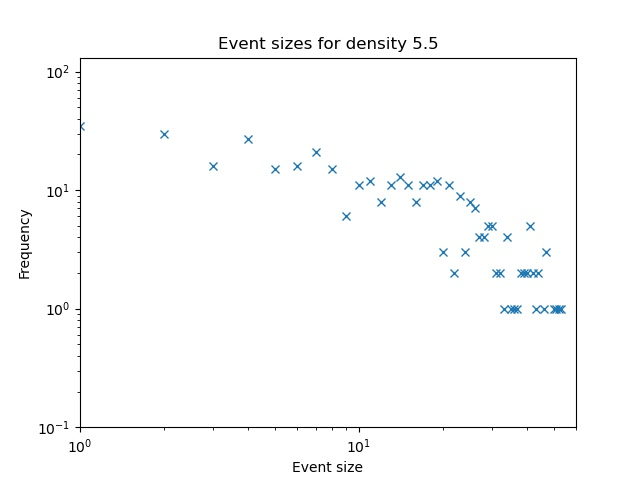 Event sizes for density 5.5
10²
10¹
10⁰
10⁻¹
Frequency
10⁰
10¹
Event size